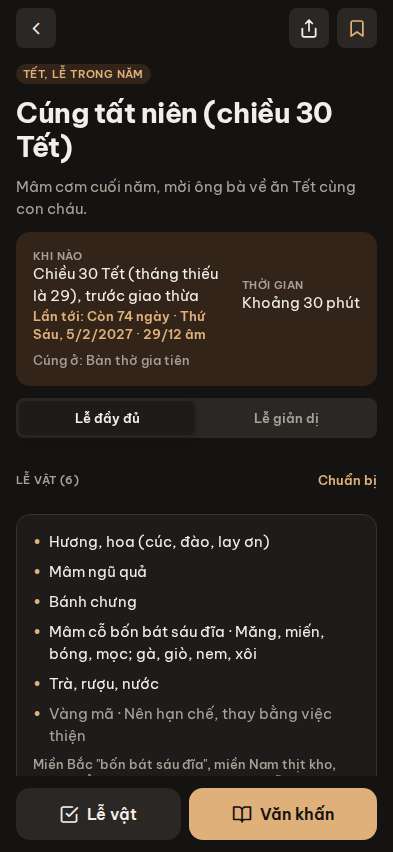 TẾT, LỄ TRONG NĂM
Cúng tất niên (chiều 30
Tết)
Mâm cơm cuối năm, mời ông bà về ăn Tết cùng
con cháu.
KHI NÀO
Chiều 30 Tết (tháng thiếu
là 29), trước giao thừa
Lần tới: Còn 74 ngày · Thứ
Sáu, 5/2/2027 · 29/12 âm
Cúng ở: Bàn thờ gia tiên
THỜI GIAN
Khoảng 30 phút
Lễ đầy đủ
Lễ giản dị
LỄ VẬT (6)
Chuẩn bị
• Hương, hoa (cúc, đào, lay ơn)
• Mâm ngũ quả
• Bánh chưng
• Mâm cỗ bốn bát sáu đĩa · Măng, miến,
bóng, mọc; gà, giò, nem, xôi
• Trà, rượu, nước
• Vàng mã · Nên hạn chế, thay bằng việc
thiện
Miền Bắc "bốn bát sáu đĩa", miền Nam thịt kho,
Lễ vật
Văn khấn